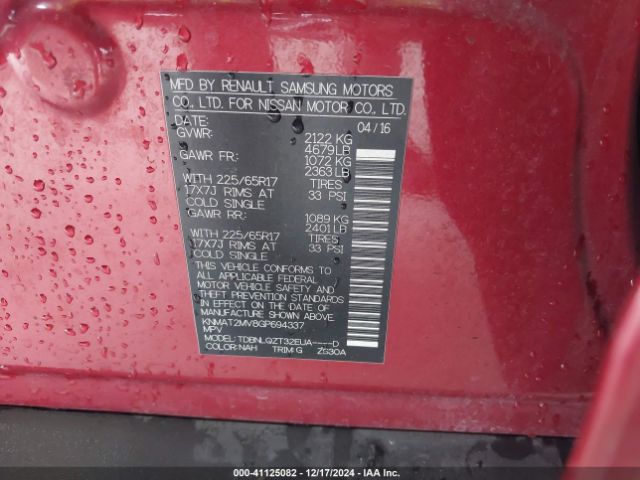 MFD BY RENAULT SAMSUNG MOTORS
CO., LTD. FOR NISSAN MOTOR CO., LTD.
DATE: 04/16
GVWR: 2122 KG
4679 LB
GAWR FR: 1072 KG
2363 LB
WITH 225/65R17 TIRES
17X7J RIMS AT 33 PSI
COLD SINGLE
GAWR RR: 1089 KG
2401 LB
WITH 225/65R17 TIRES
17X7J RIMS AT 33 PSI
COLD SINGLE
THIS VEHICLE CONFORMS TO
ALL APPLICABLE FEDERAL
MOTOR VEHICLE SAFETY AND
THEFT PREVENTION STANDARDS
IN EFFECT ON THE DATE OF
MANUFACTURE SHOWN ABOVE.
KNMAT2MV8GP694337
MPV
MODEL: TDBNLQZT32EUA-----D
COLOR:NAH TRIM:G ZS30A
000-41125082 - 12/17/2024 - IAA Inc.